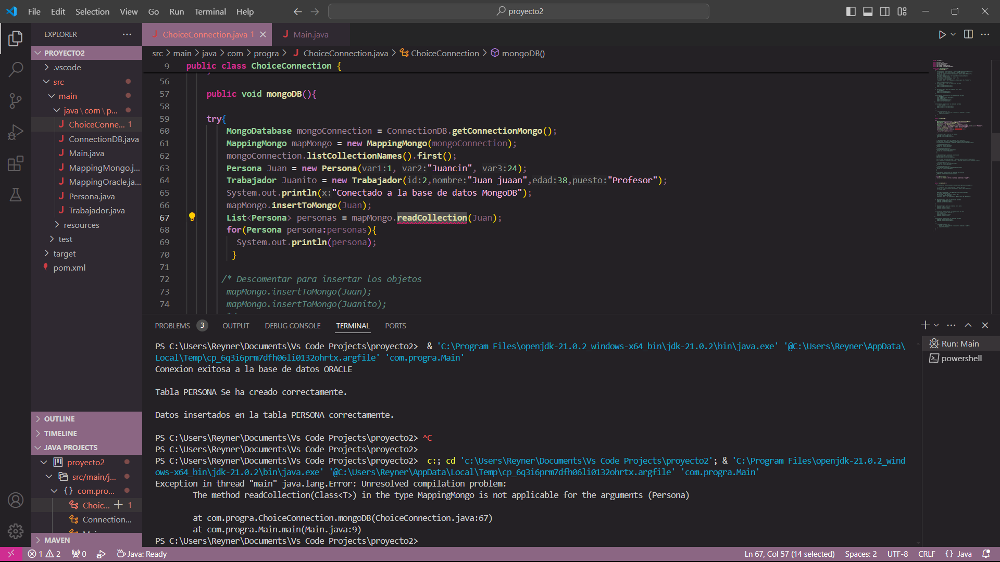 File Edit Selection View Go Run Terminal Help
proyecto2
EXPLORER
PROYECTO2
.vscode
src
main
java\com\p...
ChoiceConne... 1
ConnectionDB.java
Main.java
MappingMongo.j...
MappingOracle.ja...
Persona.java
Trabajador.java
resources
test
target
pom.xml
OUTLINE
TIMELINE
JAVA PROJECTS
proyecto2
src/main/j...
{} com.pro...
Choic... 1
Connection...
MAVEN
ChoiceConnection.java 1
Main.java
src > main > java > com > progra > ChoiceConnection.java > ChoiceConnection > mongoDB()
9 public class ChoiceConnection {
56
57 public void mongoDB(){
58
59 try{
60 MongoDatabase mongoConnection = ConnectionDB.getConnectionMongo();
61 MappingMongo mapMongo = new MappingMongo(mongoConnection);
62 mongoConnection.listCollectionNames().first();
63 Persona Juan = new Persona(var1:1, var2:"Juancin", var3:24);
64 Trabajador Juanito = new Trabajador(id:2,nombre:"Juan juaan",edad:38,puesto:"Profesor");
65 System.out.println(x:"Conectado a la base de datos MongoDB");
66 mapMongo.insertToMongo(Juan);
67 List<Persona> personas = mapMongo.readCollection(Juan);
68 for(Persona persona:personas){
69 System.out.println(persona);
70 }
71
72 /* Descomentar para insertar los objetos
73 mapMongo.insertToMongo(Juan);
74 mapMongo.insertToMongo(Juanito);
PROBLEMS 3 OUTPUT DEBUG CONSOLE TERMINAL PORTS
PS C:\Users\Reyner\Documents\Vs Code Projects\proyecto2> & 'C:\Program Files\openjdk-21.0.2_windows-x64_bin\jdk-21.0.2\bin\java.exe' '@C:\Users\Reyner\AppData\
Local\Temp\cp_6q3i6prm7dfh06li0132ohrtx.argfile' 'com.progra.Main'
Conexion exitosa a la base de datos ORACLE
Tabla PERSONA Se ha creado correctamente.
Datos insertados en la tabla PERSONA correctamente.
PS C:\Users\Reyner\Documents\Vs Code Projects\proyecto2> ^C
PS C:\Users\Reyner\Documents\Vs Code Projects\proyecto2>
PS C:\Users\Reyner\Documents\Vs Code Projects\proyecto2> c:; cd 'c:\Users\Reyner\Documents\Vs Code Projects\proyecto2'; & 'C:\Program Files\openjdk-21.0.2_wind
ows-x64_bin\jdk-21.0.2\bin\java.exe' '@C:\Users\Reyner\AppData\Local\Temp\cp_6q3i6prm7dfh06li0132ohrtx.argfile' 'com.progra.Main'
Exception in thread "main" java.lang.Error: Unresolved compilation problem:
The method readCollection(Class<T>) in the type MappingMongo is not applicable for the arguments (Persona)
at com.progra.ChoiceConnection.mongoDB(ChoiceConnection.java:67)
at com.progra.Main.main(Main.java:9)
PS C:\Users\Reyner\Documents\Vs Code Projects\proyecto2>
Run: Main
powershell
1 2 0 Java: Ready
Ln 67, Col 57 (14 selected) Spaces: 2 UTF-8 CRLF {} Java